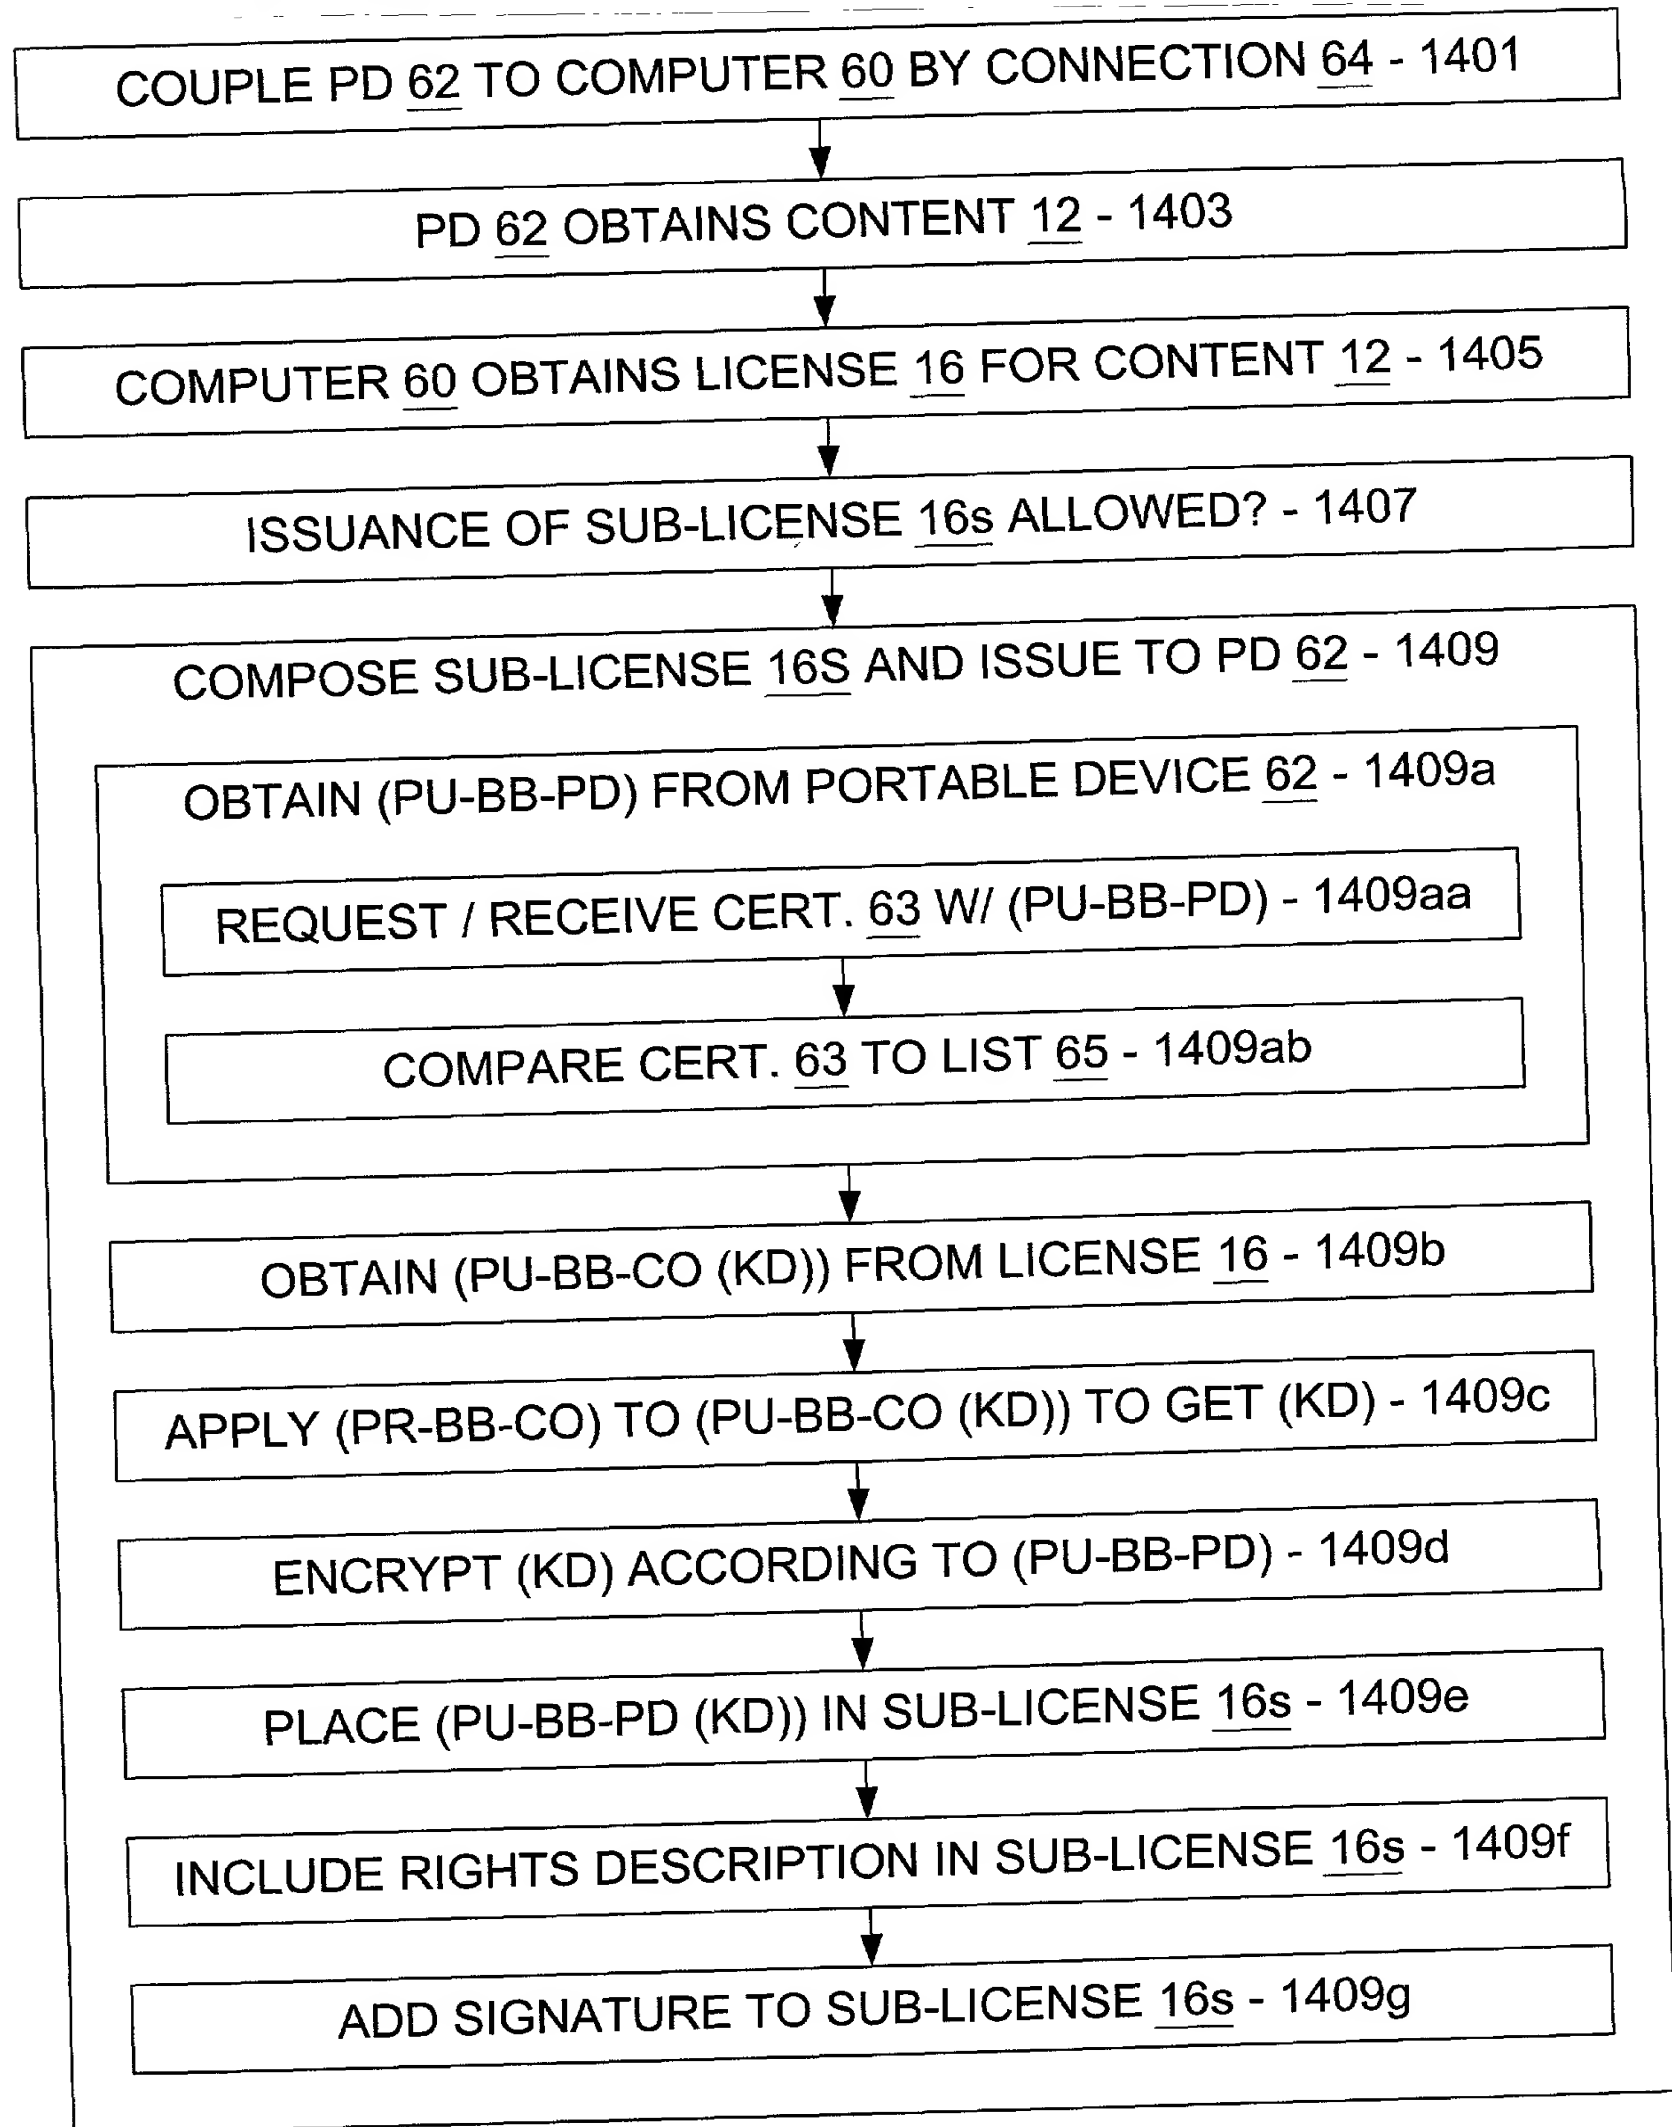 COUPLE PD 62 TO COMPUTER 60 BY CONNECTION 64 - 1401
PD 62 OBTAINS CONTENT 12 - 1403
COMPUTER 60 OBTAINS LICENSE 16 FOR CONTENT 12 - 1405
ISSUANCE OF SUB-LICENSE 16s ALLOWED? - 1407
COMPOSE SUB-LICENSE 16S AND ISSUE TO PD 62 - 1409
OBTAIN (PU-BB-PD) FROM PORTABLE DEVICE 62 - 1409a
REQUEST / RECEIVE CERT. 63 W/ (PU-BB-PD) - 1409aa
COMPARE CERT. 63 TO LIST 65 - 1409ab
OBTAIN (PU-BB-CO (KD)) FROM LICENSE 16 - 1409b
APPLY (PR-BB-CO) TO (PU-BB-CO (KD)) TO GET (KD) - 1409c
ENCRYPT (KD) ACCORDING TO (PU-BB-PD) - 1409d
PLACE (PU-BB-PD (KD)) IN SUB-LICENSE 16s - 1409e
INCLUDE RIGHTS DESCRIPTION IN SUB-LICENSE 16s - 1409f
ADD SIGNATURE TO SUB-LICENSE 16s - 1409g